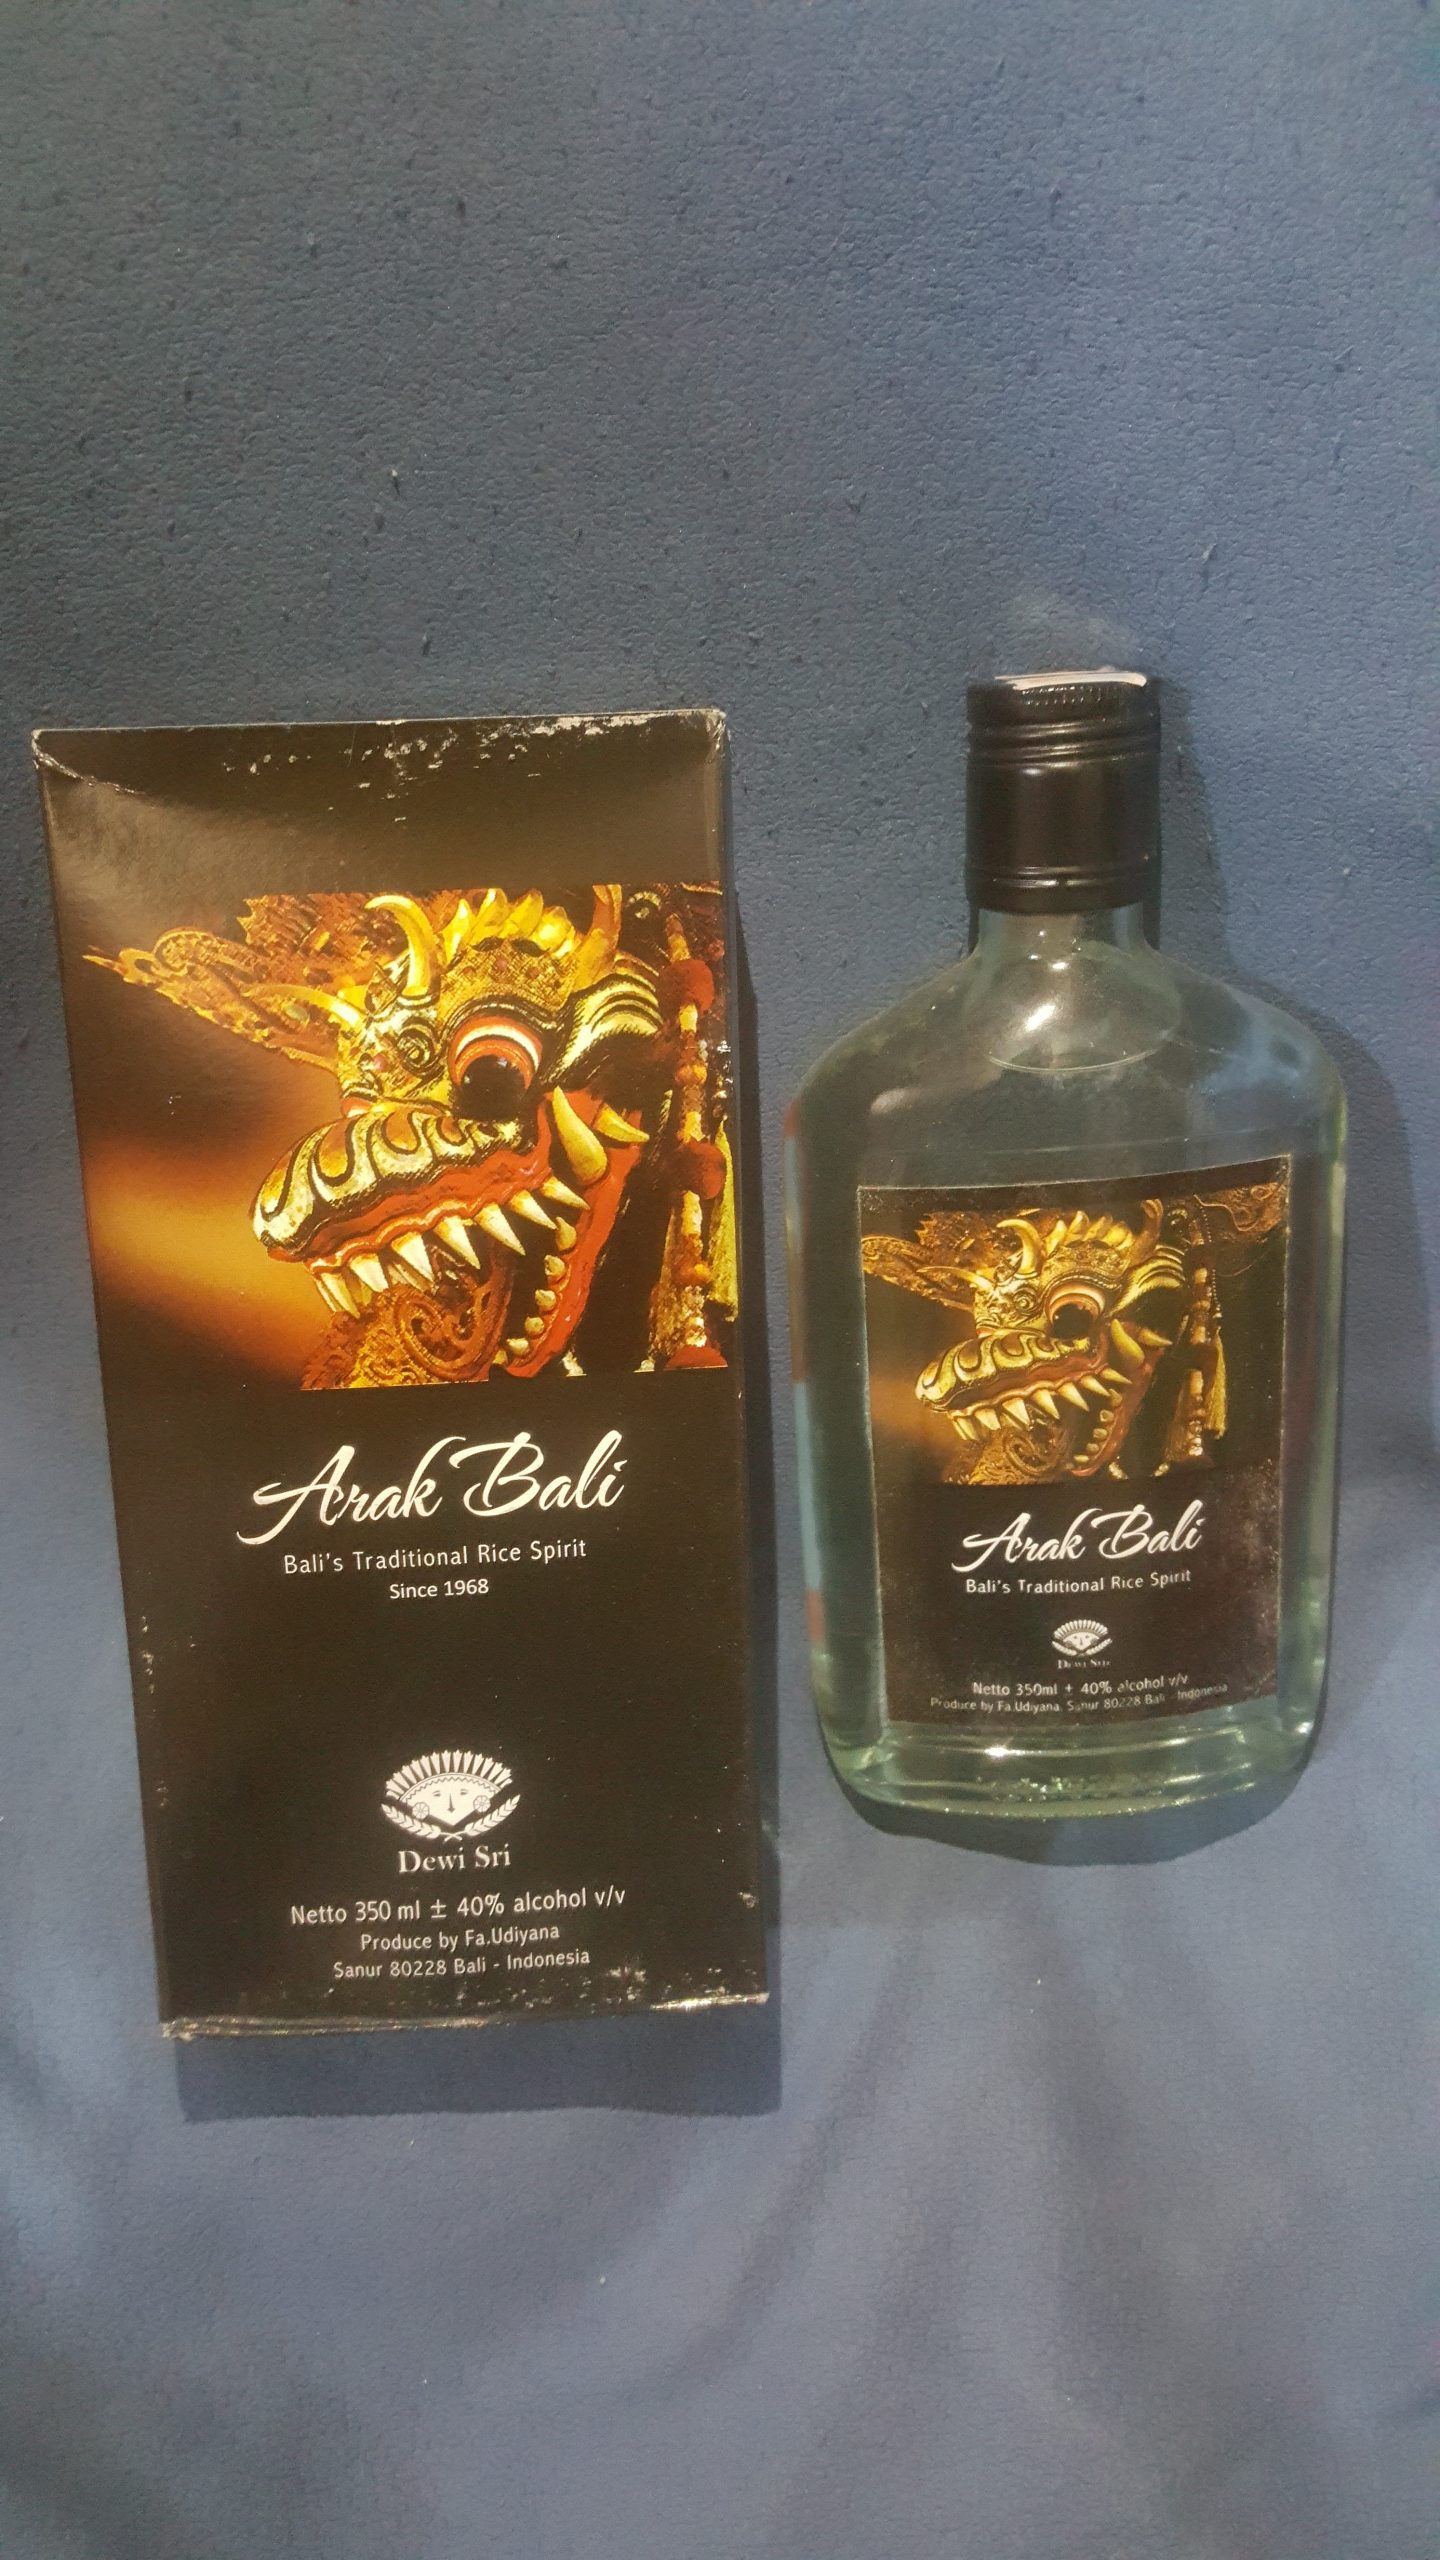 Arak Bali
Bali's Traditional Rice Spirit
Since 1968
Dewi Sri
Netto 350 ml ± 40% alcohol v/v
Produce by Fa.Udiyana
Sanur 80228 Bali - Indonesia
Arak Bali
Bali's Traditional Rice Spirit
Dewi Sri
Netto 350ml ± 40% alcohol v/v
Produce by Fa.Udiyana. Sanur 80228 Bali - Indonesia